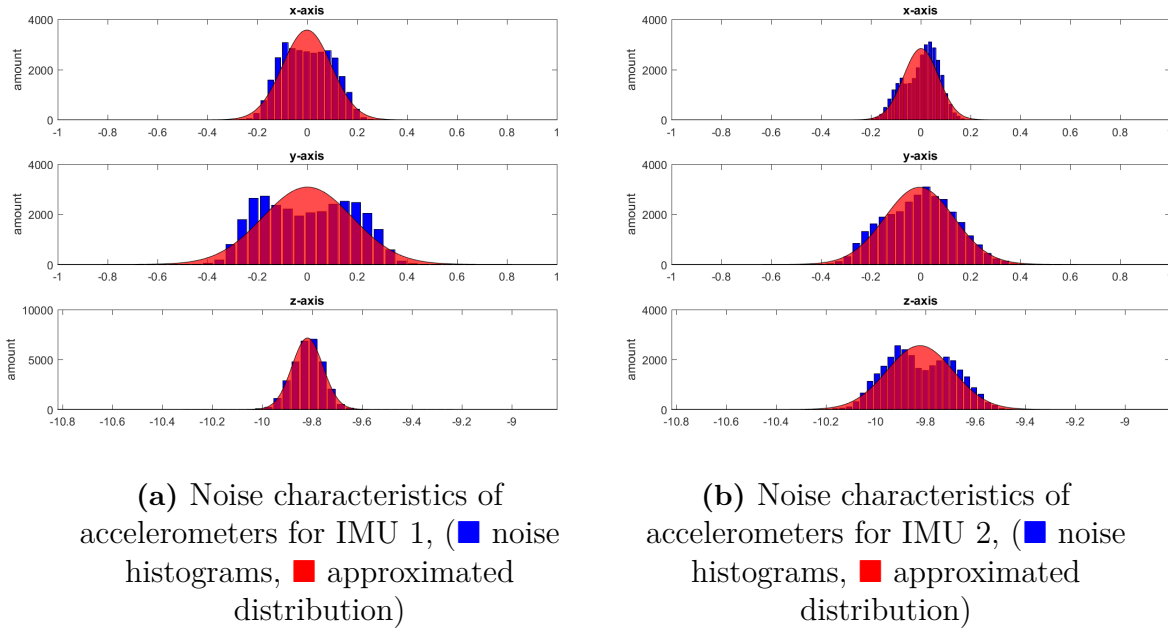 x-axis
4000
2000
0
amount
-1 -0.8 -0.6 -0.4 -0.2 0 0.2 0.4 0.6 0.8 1
y-axis
4000
2000
0
amount
-1 -0.8 -0.6 -0.4 -0.2 0 0.2 0.4 0.6 0.8 1
z-axis
10000
5000
0
amount
-10.8 -10.6 -10.4 -10.2 -10 -9.8 -9.6 -9.4 -9.2 -9
(a) Noise characteristics of
accelerometers for IMU 1, ( noise
histograms, approximated
distribution)
x-axis
4000
2000
0
amount
-1 -0.8 -0.6 -0.4 -0.2 0 0.2 0.4 0.6 0.8
y-axis
4000
2000
0
amount
-1 -0.8 -0.6 -0.4 -0.2 0 0.2 0.4 0.6 0.8
z-axis
4000
2000
0
amount
-10.8 -10.6 -10.4 -10.2 -10 -9.8 -9.6 -9.4 -9.2 -9
(b) Noise characteristics of
accelerometers for IMU 2, ( noise
histograms, approximated
distribution)